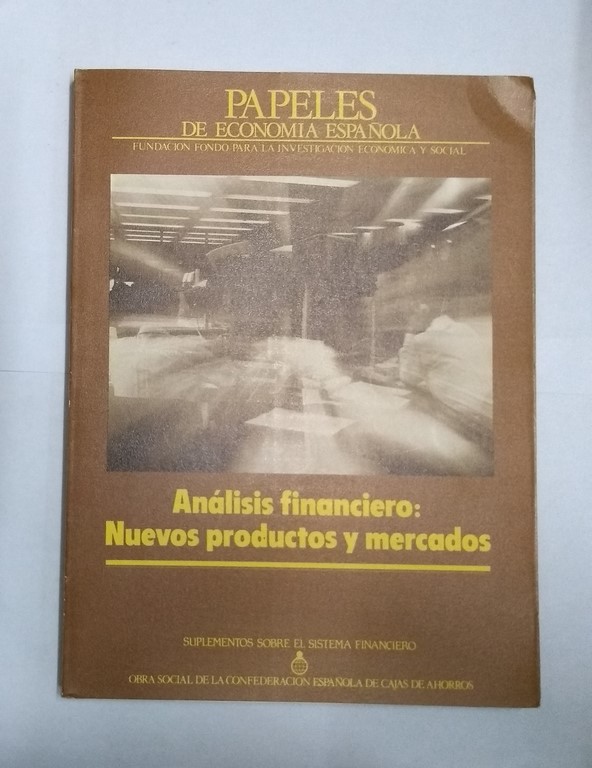 PAPELES
DE ECONOMIA ESPAÑOLA
FUNDACION FONDO PARA LA INVESTIGACION ECONOMICA Y SOCIAL
Análisis financiero:
Nuevos productos y mercados
SUPLEMENTOS SOBRE EL SISTEMA FINANCIERO
OBRA SOCIAL DE LA CONFEDERACION ESPAÑOLA DE CAJAS DE AHORROS